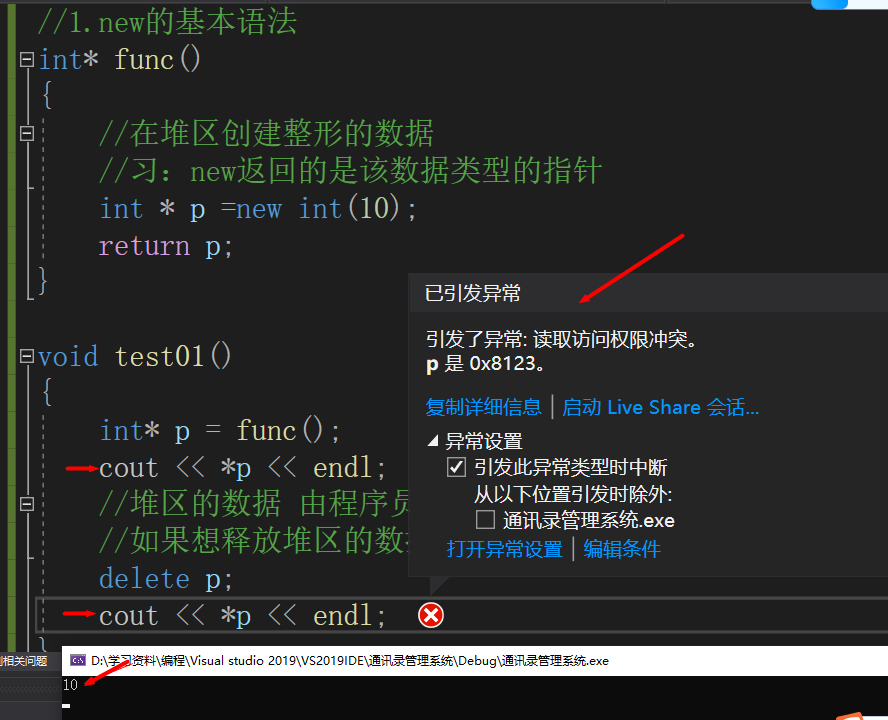 //1.new的基本语法
int* func()
{
//在堆区创建整形的数据
//习：new返回的是该数据类型的指针
int * p =new int(10);
return p;
}
已引发异常
引发了异常: 读取访问权限冲突。
p 是 0x8123。
复制详细信息 | 启动 Live Share 会话...
异常设置
引发此异常类型时中断
从以下位置引发时除外:
通讯录管理系统.exe
打开异常设置 | 编辑条件
void test01()
{
int* p = func();
cout << *p << endl;
//堆区的数据 由程序员
//如果想释放堆区的数
delete p;
cout << *p << endl;
}
相关问题
D:\学习资料\编程\Visual studio 2019\VS2019IDE\通讯录管理系统\Debug\通讯录管理系统.exe
10